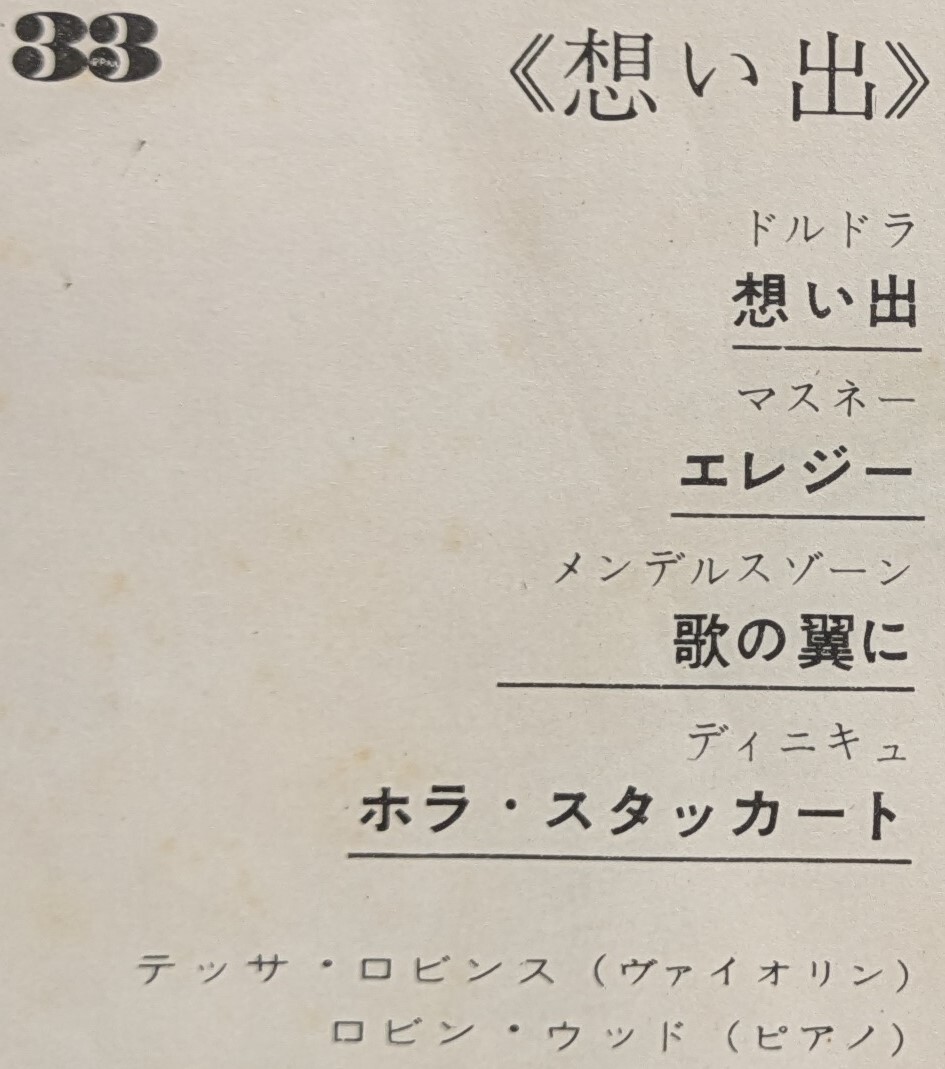 33
《想い出》
ドルドラ
想い出
マスネー
エレジー
メンデルスゾーン
歌の翼に
ディニキュ
ホラ・スタッカート
テッサ・ロビンス (ヴァイオリン)
ロビン・ウッド (ピアノ)